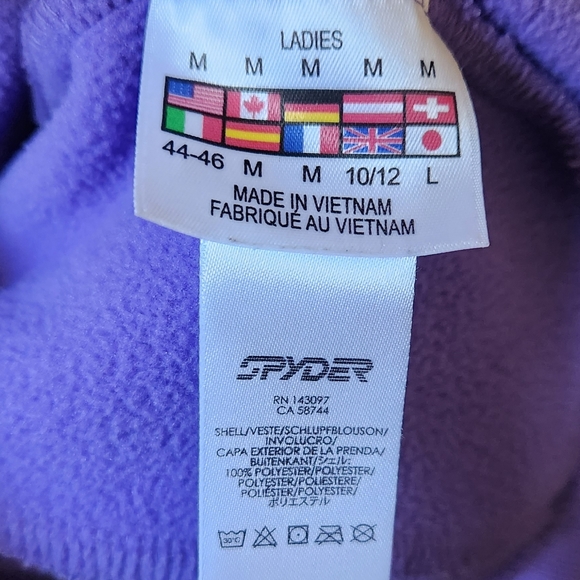 LADIES
M M M M M
44-46 M M 10/12 L
MADE IN VIETNAM
FABRIQUÉ AU VIETNAM
SPYDER
RN 143097
CA 58744
SHELL/VESTE/SCHLUPFBLOUSON/
INVOLUCRO/
CAPA EXTERIOR DE LA PRENDA/
BUITENKANT/シェル:
100% POLYESTER/POLYESTER/
POLYESTER/POLIESTERE/
POLIÉSTER/POLYESTER/
ポリエステル
30°C